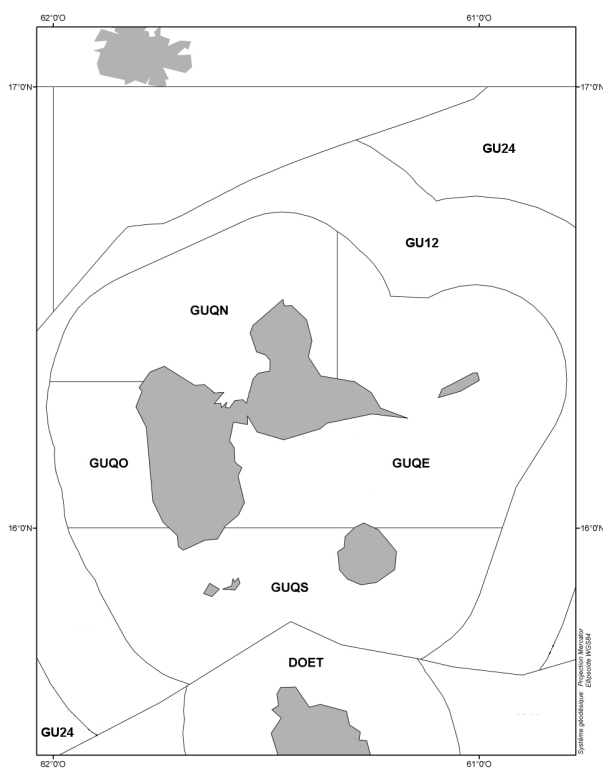 62°0'O 61°0'O
17°0'N 17°0'N
GU24
GU12
GUQN
GUQO GUQE
16°0'N 16°0'N
GUQS
DOET
GU24
Système géodésique: Projection Mercator
Ellipsoïde WGS84
62°0'O 61°0'O